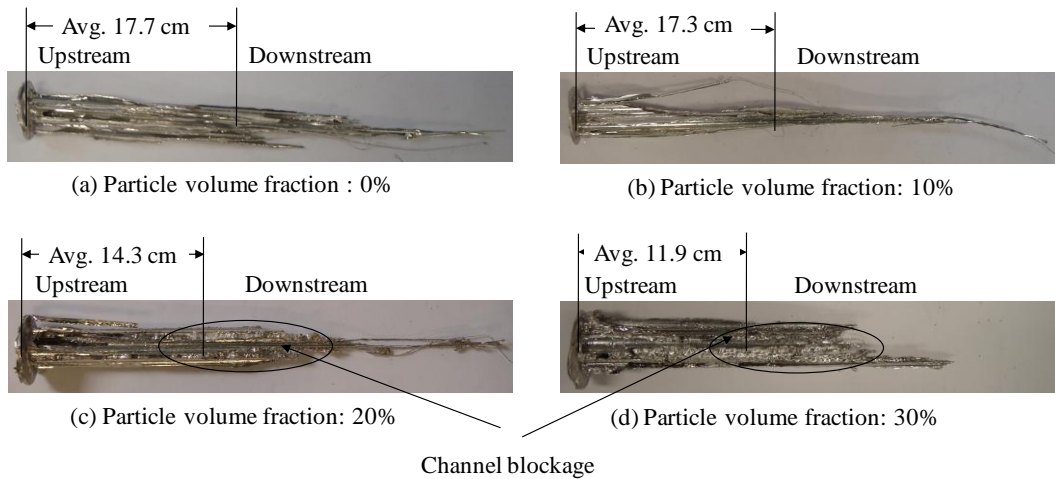 Avg. 17.7 cm
Upstream Downstream
(a) Particle volume fraction : 0%
Avg. 17.3 cm
Upstream Downstream
(b) Particle volume fraction: 10%
Avg. 14.3 cm
Upstream Downstream
(c) Particle volume fraction: 20%
Avg. 11.9 cm
Upstream Downstream
(d) Particle volume fraction: 30%
Channel blockage